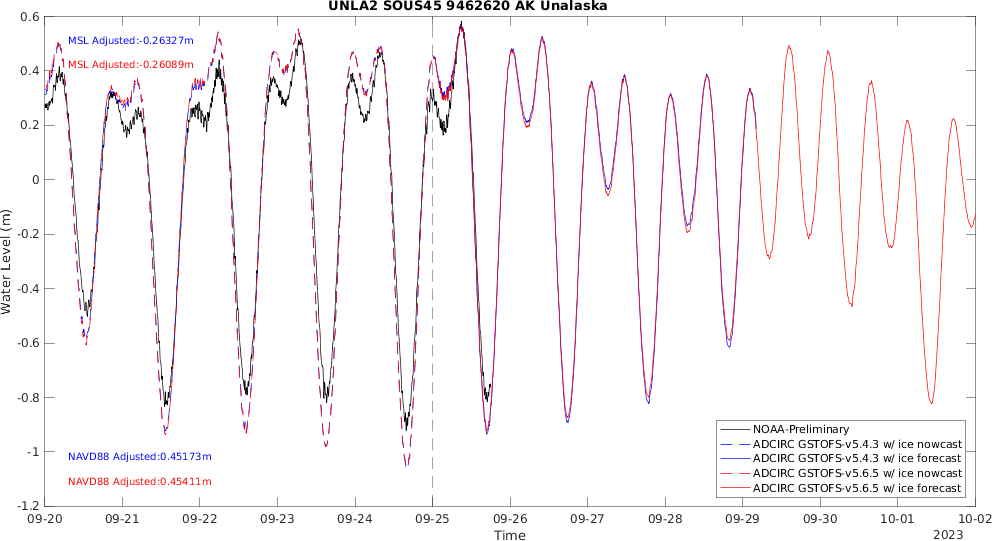 UNLA2 SOUS45 9462620 AK Unalaska
0.6
0.4
0.2
0
-0.2
-0.4
-0.6
-0.8
-1
-1.2
Water Level (m)
MSL Adjusted:-0.26327m
MSL Adjusted:-0.26089m
NAVD88 Adjusted:0.45173m
NAVD88 Adjusted:0.45411m
NOAA-Preliminary
ADCIRC GSTOFS-v5.4.3 w/ ice nowcast
ADCIRC GSTOFS-v5.4.3 w/ ice forecast
ADCIRC GSTOFS-v5.6.5 w/ ice nowcast
ADCIRC GSTOFS-v5.6.5 w/ ice forecast
09-20 09-21 09-22 09-23 09-24 09-25 09-26 09-27 09-28 09-29 09-30 10-01 10-02
Time
2023